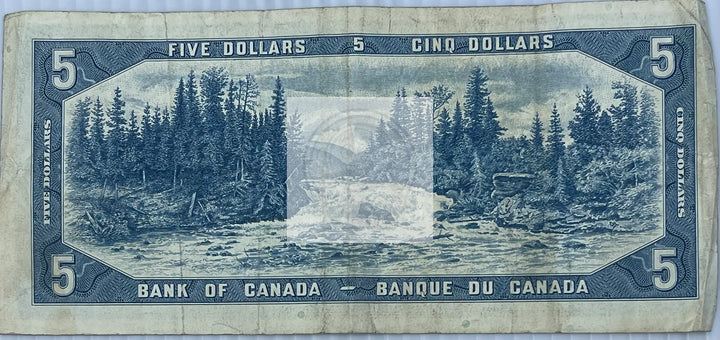 FIVE DOLLARS 5 CINQ DOLLARS
5 5
FIVE DOLLARS
CINQ DOLLARS
5 5
BANK OF CANADA – BANQUE DU CANADA